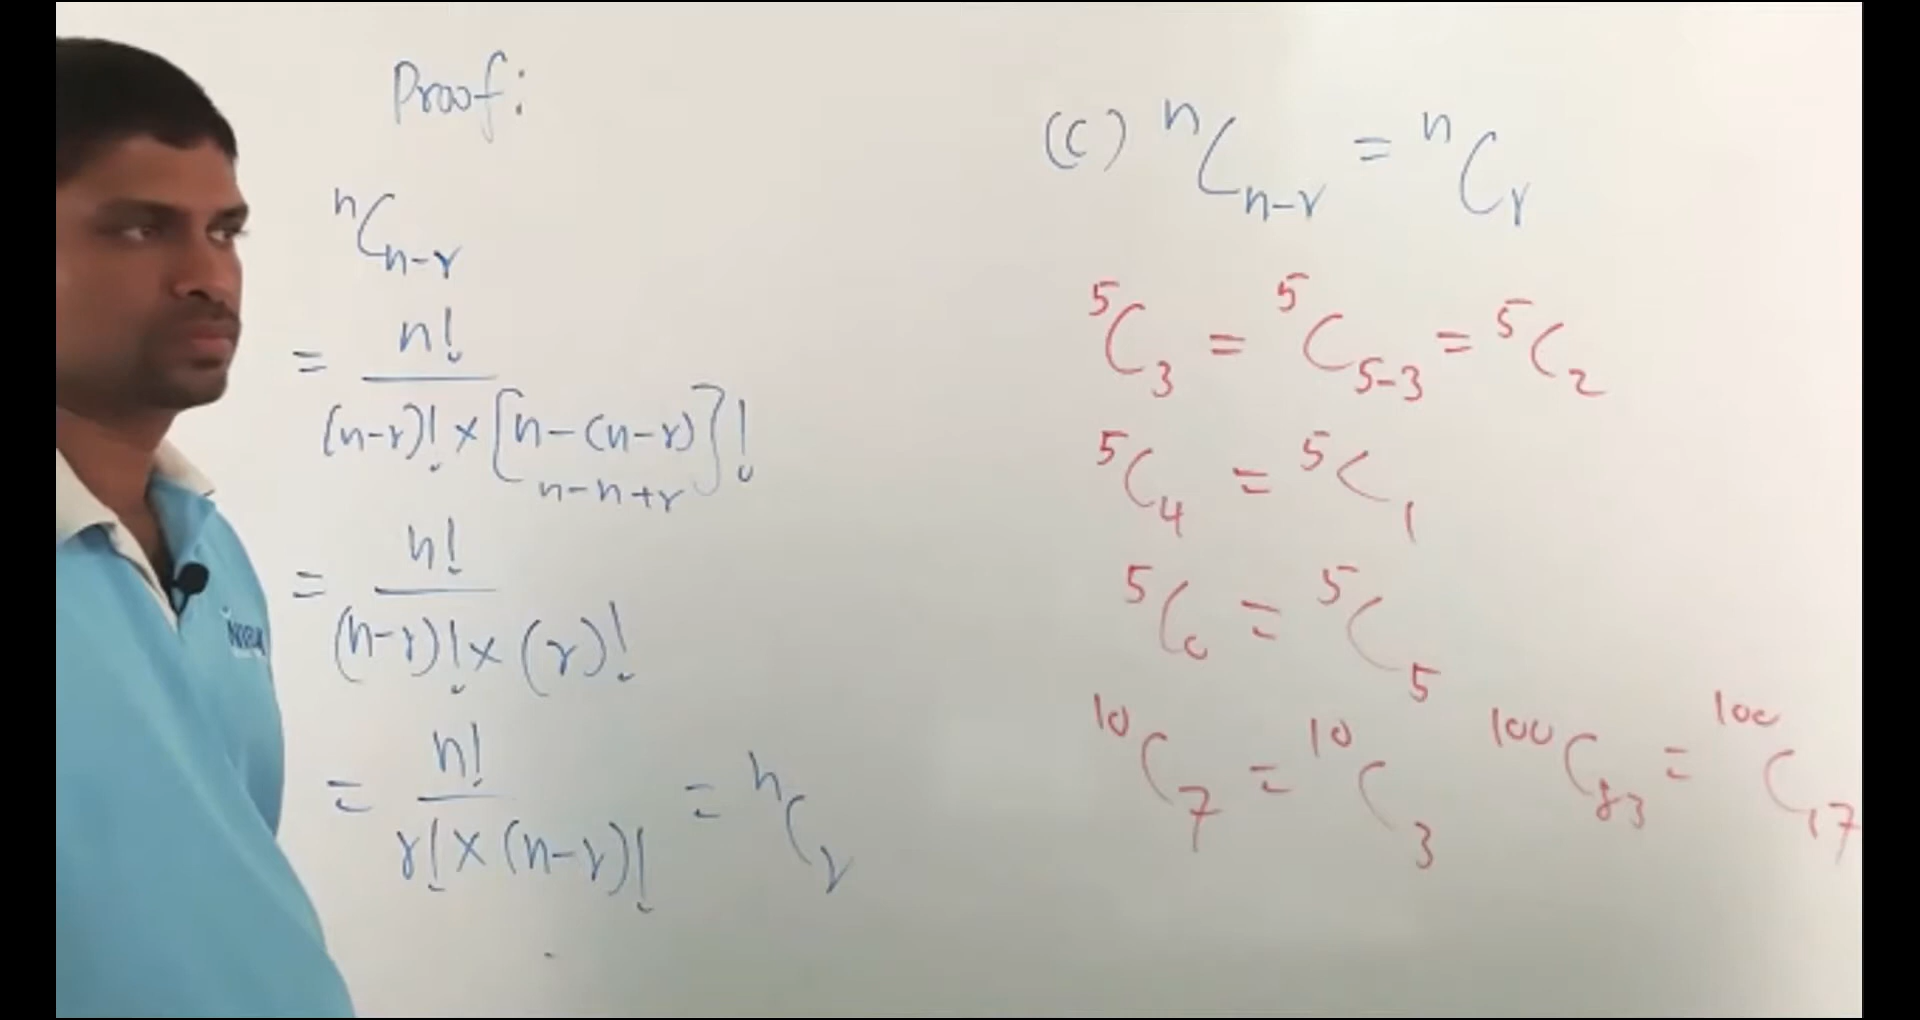 Proof:
ⁿCₙ₋ᵣ
= n! / (n-r)! × [n-(n-r)]!
n-n+r
= n! / (n-r)! × (r)!
= n! / r! × (n-r)! = ⁿCᵣ
(C) ⁿCₙ₋ᵣ = ⁿCᵣ
⁵C₃ = ⁵C₅₋₃ = ⁵C₂
⁵C₄ = ⁵C₁
⁵C₀ = ⁵C₅
¹⁰C₇ = ¹⁰C₃
¹⁰⁰C₈₃ = ¹⁰⁰C₁₇